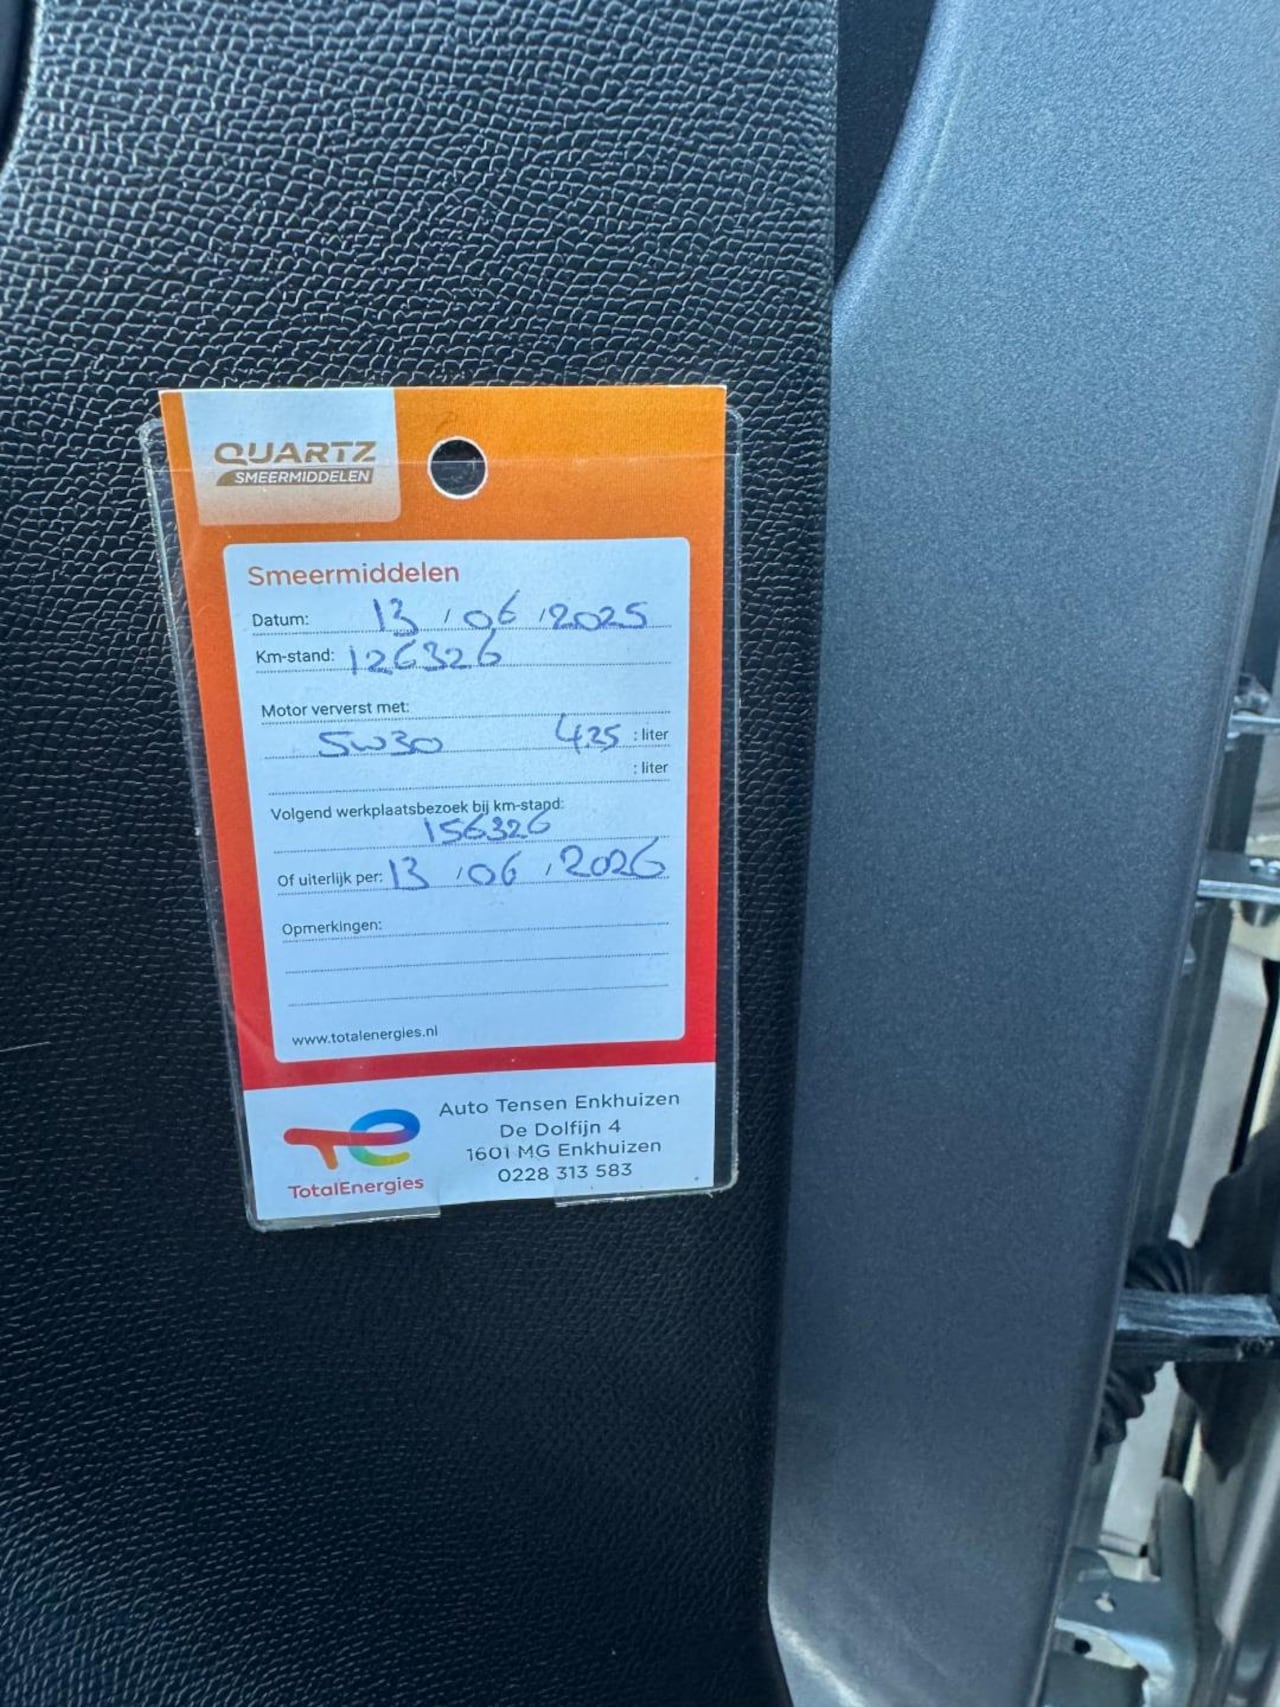 QUARTZ
SMEERMIDDELEN
Smeermiddelen
Datum: 13 / 06 / 2025
Km-stand: 126326
Motor ververst met:
5W30 4.25 : liter
: liter
Volgend werkplaatsbezoek bij km-stand:
156326
Of uiterlijk per: 13 / 06 / 2026
Opmerkingen:
www.totalenergies.nl
TotalEnergies
Auto Tensen Enkhuizen
De Dolfijn 4
1601 MG Enkhuizen
0228 313 583